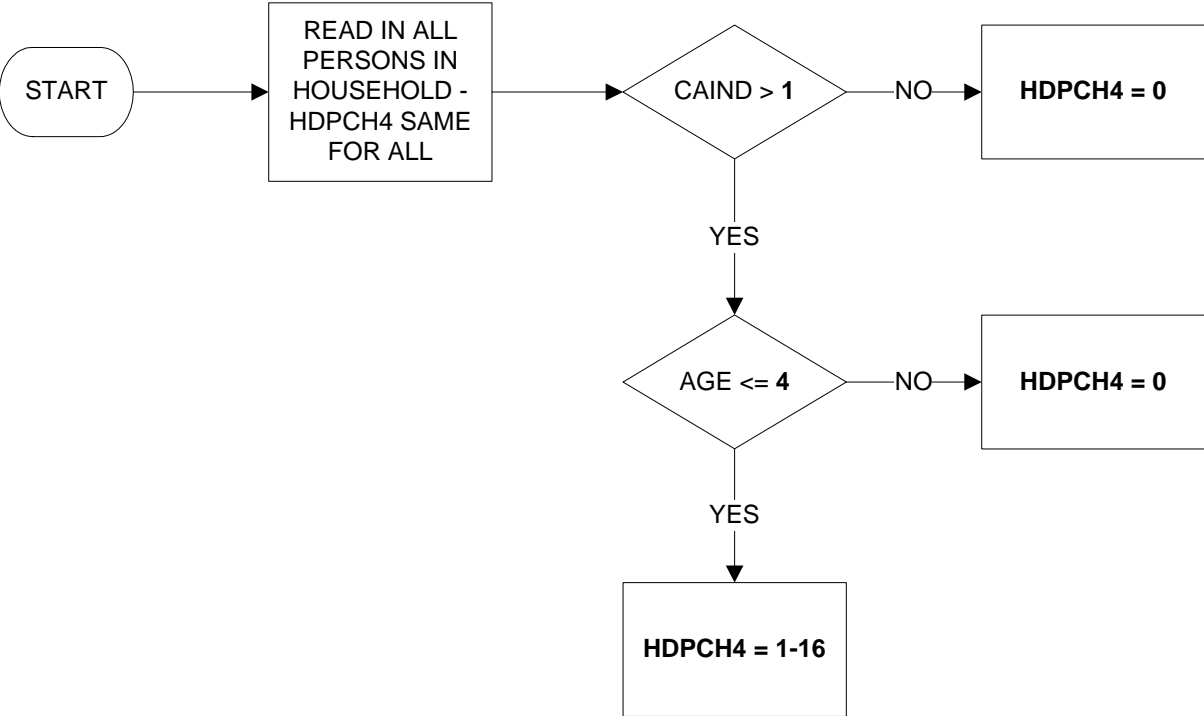 START
READ IN ALL
PERSONS IN
HOUSEHOLD -
HDPCH4 SAME
FOR ALL
CAIND > 1
NO
HDPCH4 = 0
YES
AGE <= 4
NO
HDPCH4 = 0
YES
HDPCH4 = 1-16